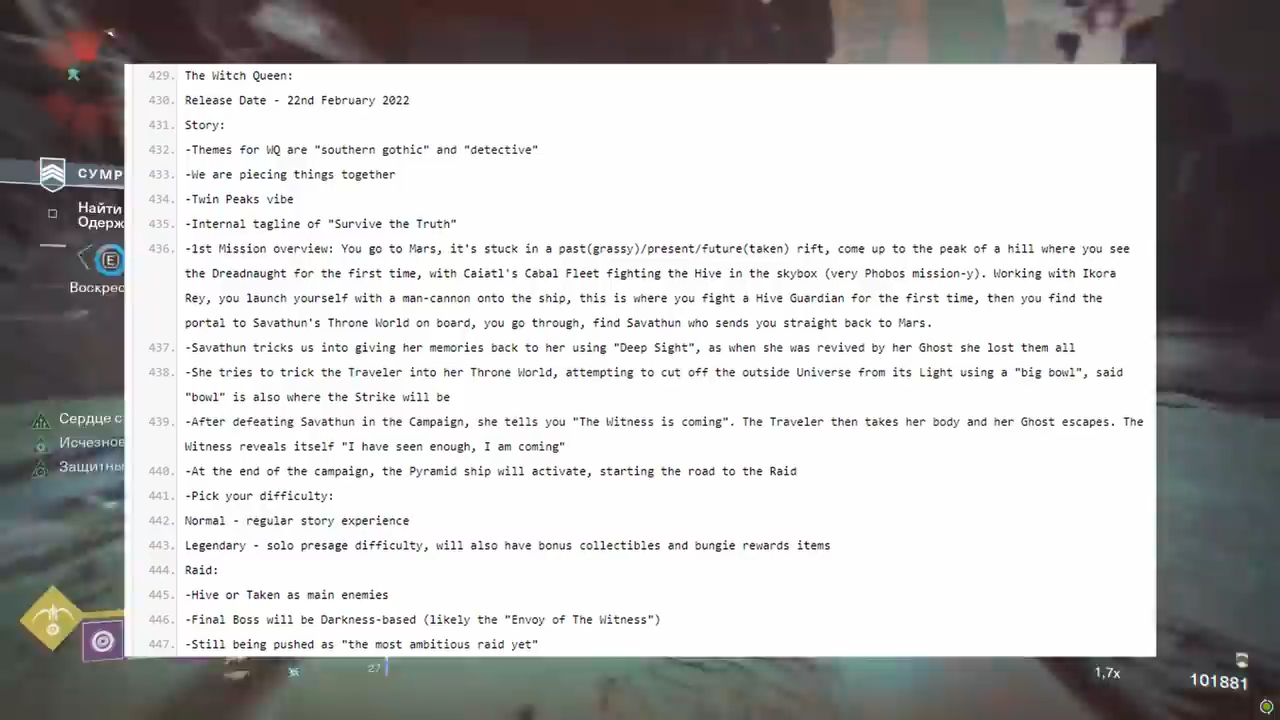 429. The Witch Queen:
430. Release Date - 22nd February 2022
431. Story:
432. -Themes for WQ are "southern gothic" and "detective"
433. -We are piecing things together
434. -Twin Peaks vibe
435. -Internal tagline of "Survive the Truth"
436. -1st Mission overview: You go to Mars, it's stuck in a past(grassy)/present/future(taken) rift, come up to the peak of a hill where you see
the Dreadnaught for the first time, with Caiatl's Cabal Fleet fighting the Hive in the skybox (very Phobos mission-y). Working with Ikora
Rey, you launch yourself with a man-cannon onto the ship, this is where you fight a Hive Guardian for the first time, then you find the
portal to Savathun's Throne World on board, you go through, find Savathun who sends you straight back to Mars.
437. -Savathun tricks us into giving her memories back to her using "Deep Sight", as when she was revived by her Ghost she lost them all
438. -She tries to trick the Traveler into her Throne World, attempting to cut off the outside Universe from its Light using a "big bowl", said
"bowl" is also where the Strike will be
439. -After defeating Savathun in the Campaign, she tells you "The Witness is coming". The Traveler then takes her body and her Ghost escapes. The
Witness reveals itself "I have seen enough, I am coming"
440. -At the end of the campaign, the Pyramid ship will activate, starting the road to the Raid
441. -Pick your difficulty:
442. Normal - regular story experience
443. Legendary - solo presage difficulty, will also have bonus collectibles and bungie rewards items
444. Raid:
445. -Hive or Taken as main enemies
446. -Final Boss will be Darkness-based (likely the "Envoy of The Witness")
447. -Still being pushed as "the most ambitious raid yet"
СУМР
Найти
Одерж
E
Воскрес
Сердце с
Исчезнов
Защитны
27
1,7x
101881